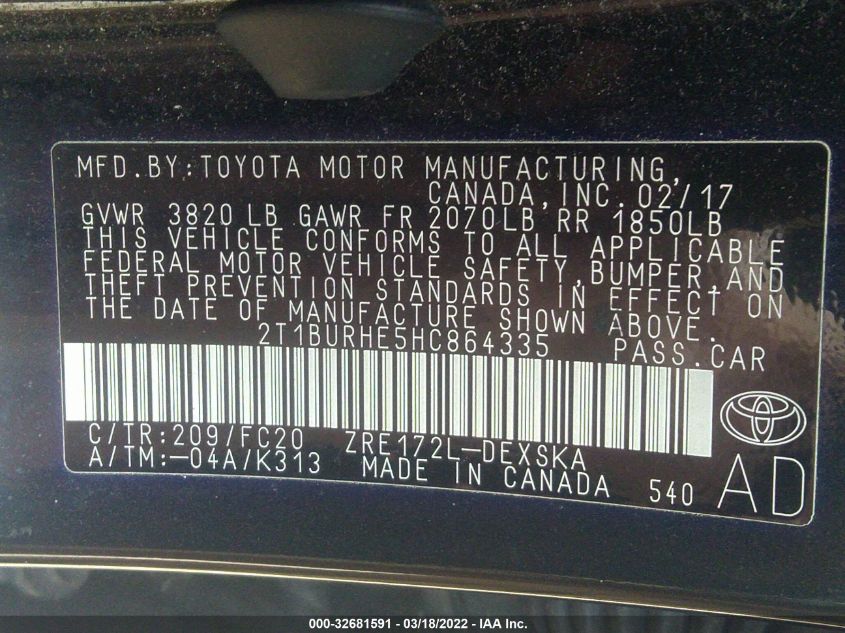 MFD.BY:TOYOTA MOTOR MANUFACTURING,
CANADA,INC. 02/17
GVWR 3820 LB GAWR FR 2070LB RR 1850LB
THIS VEHICLE CONFORMS TO ALL APPLICABLE
FEDERAL MOTOR VEHICLE SAFETY,BUMPER,AND
THEFT PREVENTION STANDARDS IN EFFECT ON
THE DATE OF MANUFACTURE SHOWN ABOVE.
2T1BURHE5HC864335 PASS.CAR
C/TR:209/FC20 ZRE172L-DEXSKA
A/TM:-04A/K313 MADE IN CANADA 540 AD
000-32681591 - 03/18/2022 - IAA Inc.